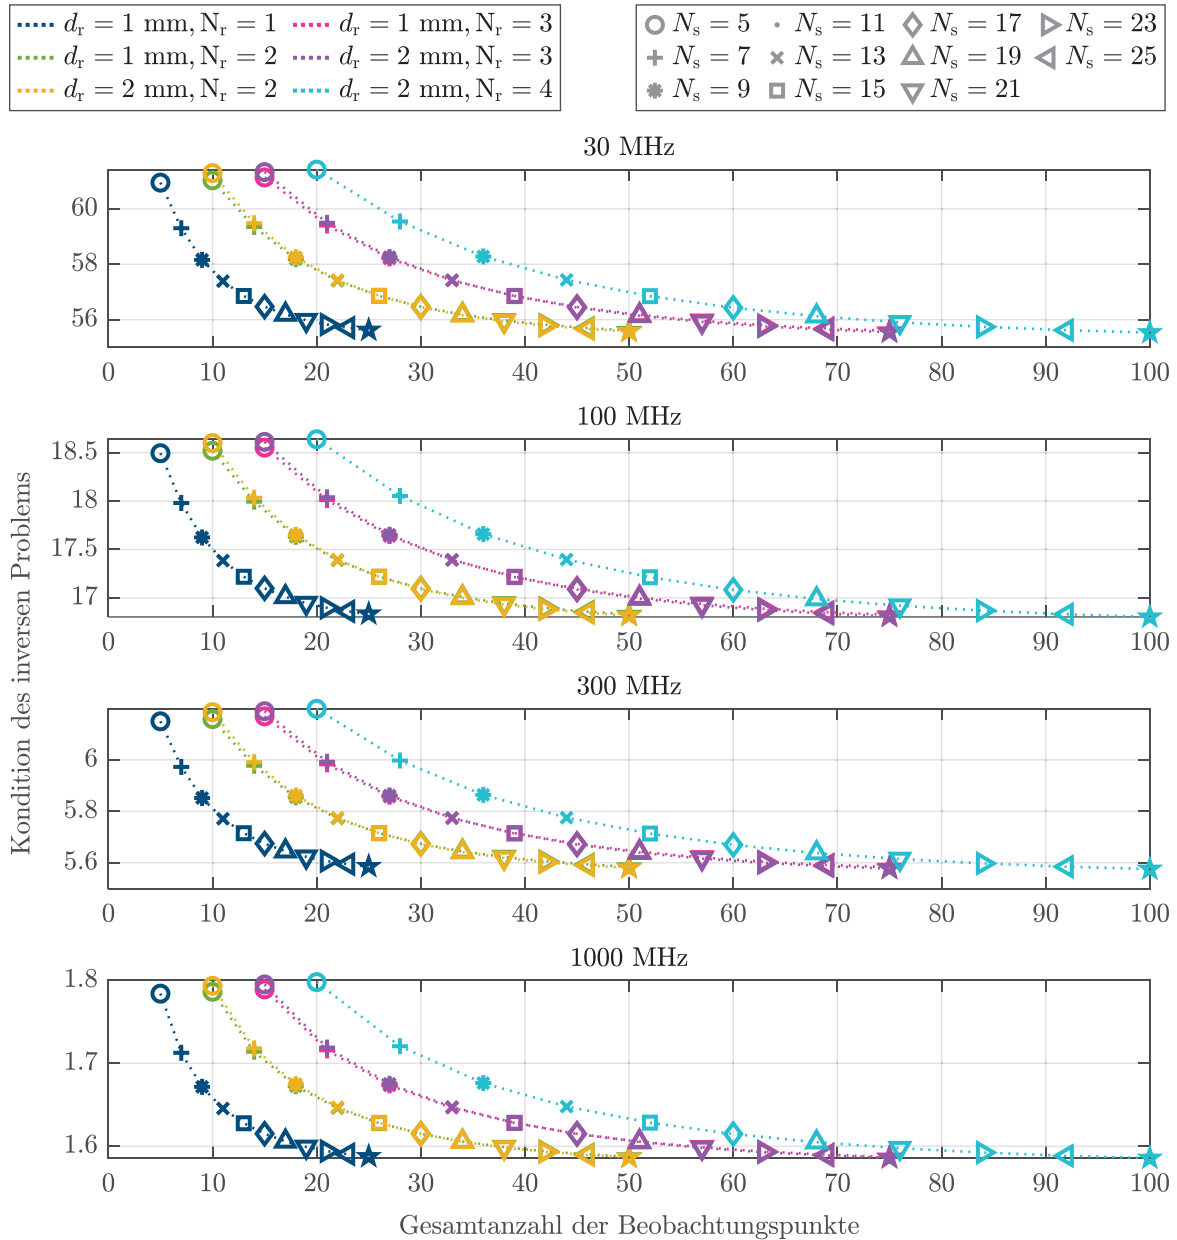 d_r = 1 mm, N_r = 1 d_r = 1 mm, N_r = 3
d_r = 1 mm, N_r = 2 d_r = 2 mm, N_r = 3
d_r = 2 mm, N_r = 2 d_r = 2 mm, N_r = 4
N_s = 5 N_s = 11 N_s = 17 N_s = 23
N_s = 7 N_s = 13 N_s = 19 N_s = 25
N_s = 9 N_s = 15 N_s = 21
Kondition des inversen Problems
30 MHz
60
58
56
0 10 20 30 40 50 60 70 80 90 100
100 MHz
18.5
18
17.5
17
0 10 20 30 40 50 60 70 80 90 100
300 MHz
6
5.8
5.6
0 10 20 30 40 50 60 70 80 90 100
1000 MHz
1.8
1.7
1.6
0 10 20 30 40 50 60 70 80 90 100
Gesamtanzahl der Beobachtungspunkte